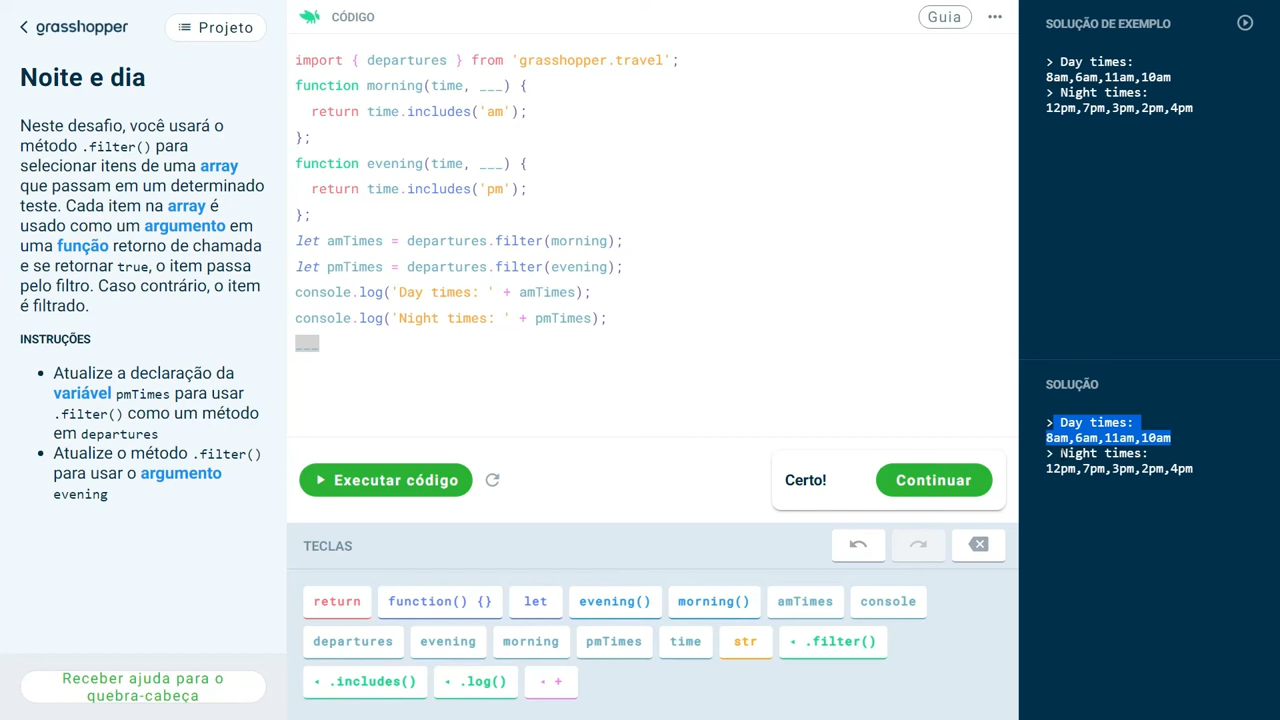 grasshopper
Projeto
Noite e dia
Neste desafio, você usará o
método .filter() para
selecionar itens de uma array
que passam em um determinado
teste. Cada item na array é
usado como um argumento em
uma função retorno de chamada
e se retornar true, o item passa
pelo filtro. Caso contrário, o item
é filtrado.
INSTRUÇÕES
• Atualize a declaração da
variável pmTimes para usar
.filter() como um método
em departures
• Atualize o método .filter()
para usar o argumento
evening
Receber ajuda para o
quebra-cabeça
CÓDIGO
Guia
import { departures } from 'grasshopper.travel';
function morning(time, ___) {
return time.includes('am');
};
function evening(time, ___) {
return time.includes('pm');
};
let amTimes = departures.filter(morning);
let pmTimes = departures.filter(evening);
console.log('Day times: ' + amTimes);
console.log('Night times: ' + pmTimes);
___
Executar código
Certo!
Continuar
TECLAS
return function() {} let evening() morning() amTimes console
departures evening morning pmTimes time str .filter()
.includes() .log() +
SOLUÇÃO DE EXEMPLO
> Day times:
8am,6am,11am,10am
> Night times:
12pm,7pm,3pm,2pm,4pm
SOLUÇÃO
> Day times:
8am,6am,11am,10am
> Night times:
12pm,7pm,3pm,2pm,4pm